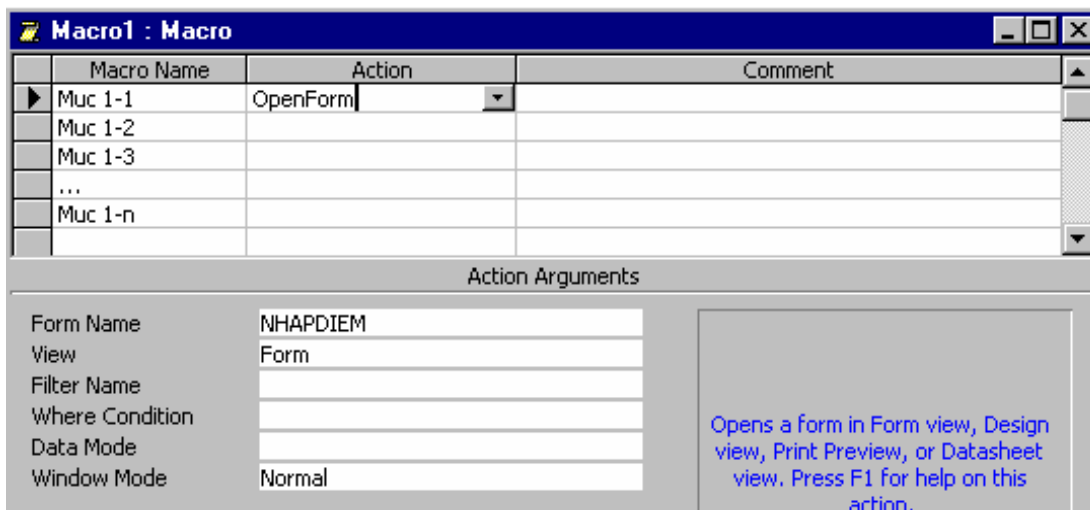 Macro1 : Macro
Macro Name Action Comment
Muc 1-1 OpenForm
Muc 1-2
Muc 1-3
...
Muc 1-n
Action Arguments
Form Name NHAPDIEM
View Form
Filter Name
Where Condition
Data Mode
Window Mode Normal
Opens a form in Form view, Design
view, Print Preview, or Datasheet
view. Press F1 for help on this
action.